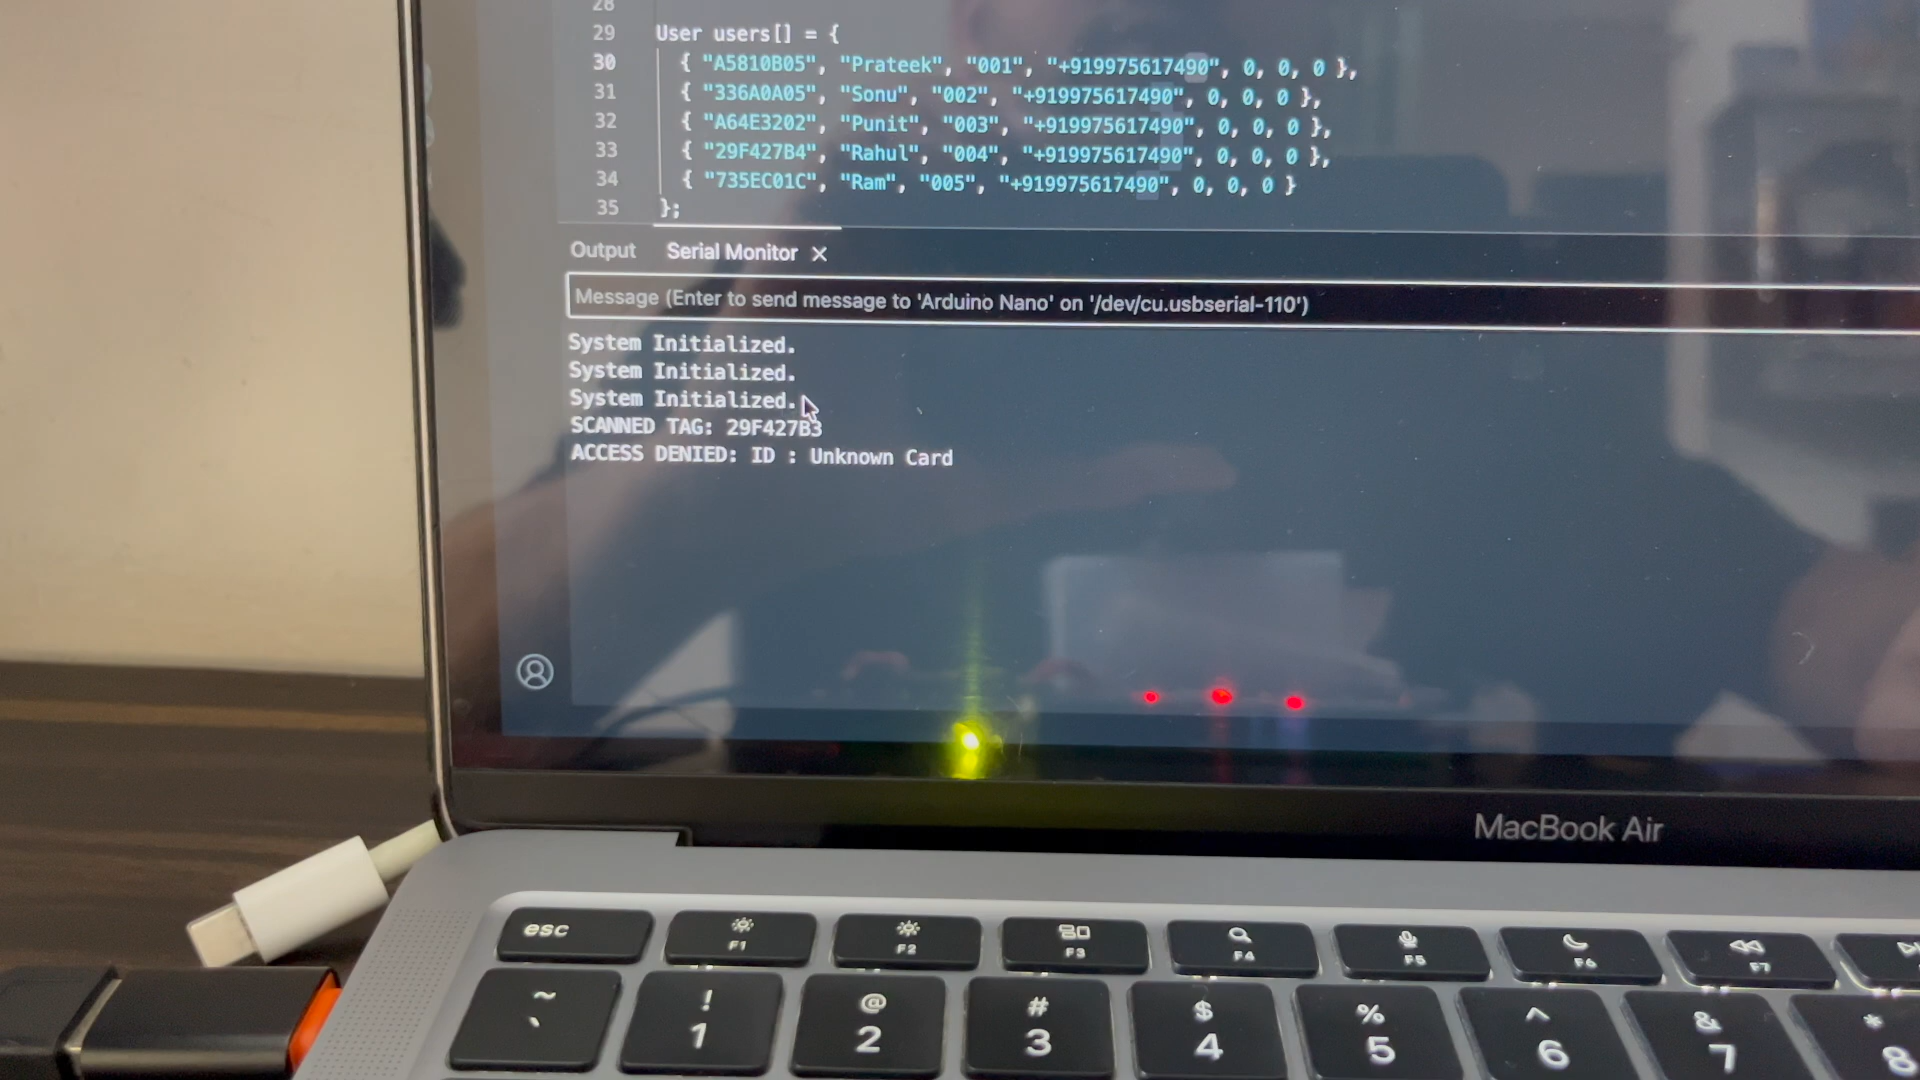 28
29 User users[] = {
30 { "A5810B05", "Prateek", "001", "+919975617490", 0, 0, 0 },
31 { "336A0A05", "Sonu", "002", "+919975617490", 0, 0, 0 },
32 { "A64E3202", "Punit", "003", "+919975617490", 0, 0, 0 },
33 { "29F427B4", "Rahul", "004", "+919975617490", 0, 0, 0 },
34 { "735EC01C", "Ram", "005", "+919975617490", 0, 0, 0 }
35 };
Output Serial Monitor ×
Message (Enter to send message to 'Arduino Nano' on '/dev/cu.usbserial-110')
System Initialized.
System Initialized.
System Initialized.
SCANNED TAG: 29F427B3
ACCESS DENIED: ID : Unknown Card
MacBook Air
esc F1 F2 F3 F4 F5 F6 F7
~ ! @ # $ % ^ & *
` 1 2 3 4 5 6 7 8